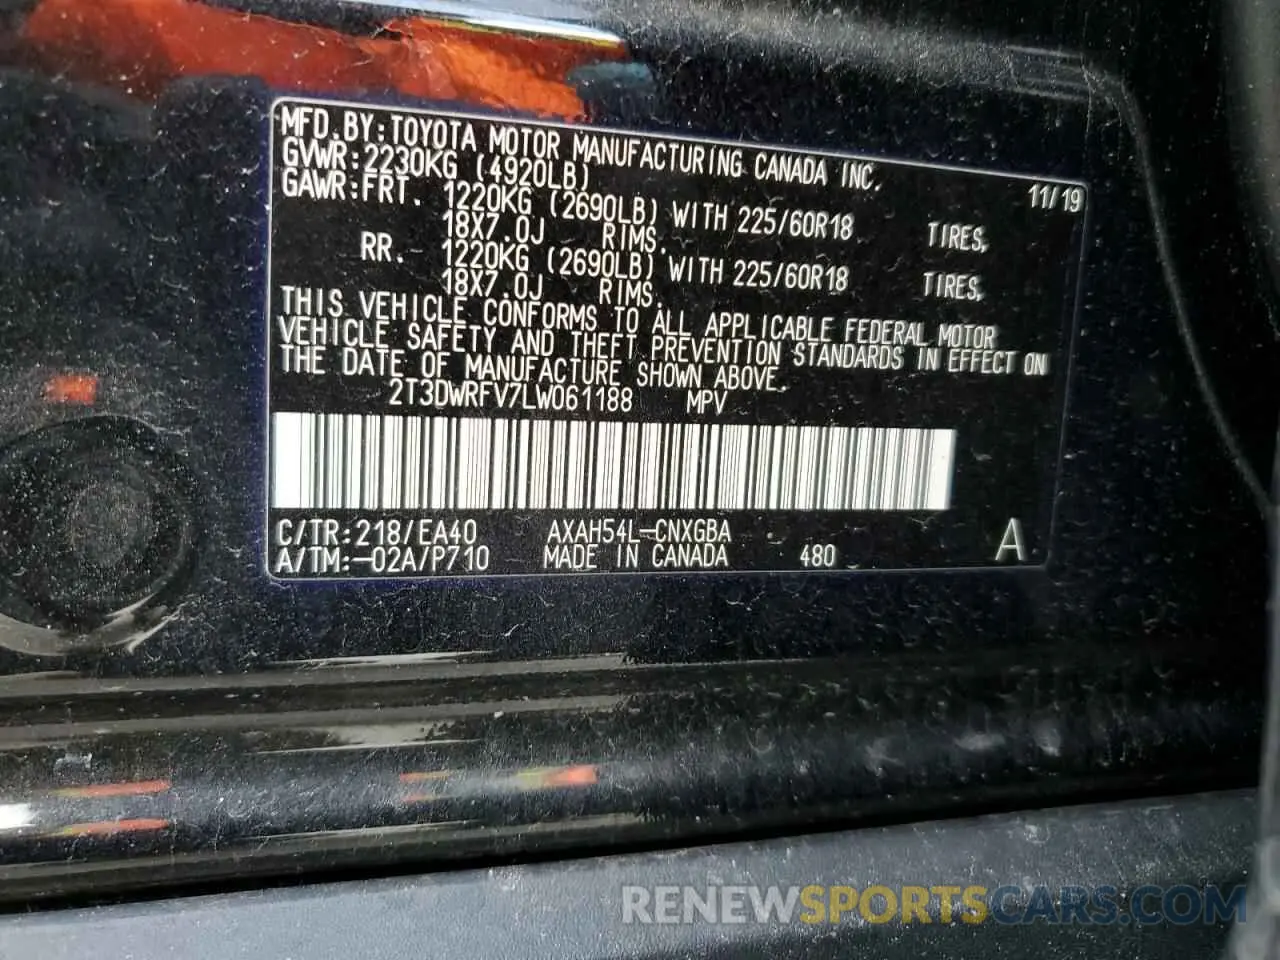 MFD.BY:TOYOTA MOTOR MANUFACTURING CANADA INC.
GVWR:2230KG (4920LB) 11/19
GAWR:FRT. 1220KG (2690LB) WITH 225/60R18 TIRES,
18X7.0J RIMS.
RR. 1220KG (2690LB) WITH 225/60R18 TIRES,
18X7.0J RIMS.
THIS VEHICLE CONFORMS TO ALL APPLICABLE FEDERAL MOTOR
VEHICLE SAFETY AND THEFT PREVENTION STANDARDS IN EFFECT ON
THE DATE OF MANUFACTURE SHOWN ABOVE.
2T3DWRFV7LW061188 MPV
C/TR:218/EA40 AXAH54L-CNXGBA A
A/TM:-02A/P710 MADE IN CANADA 480
RENEWSPORTSCARS.COM